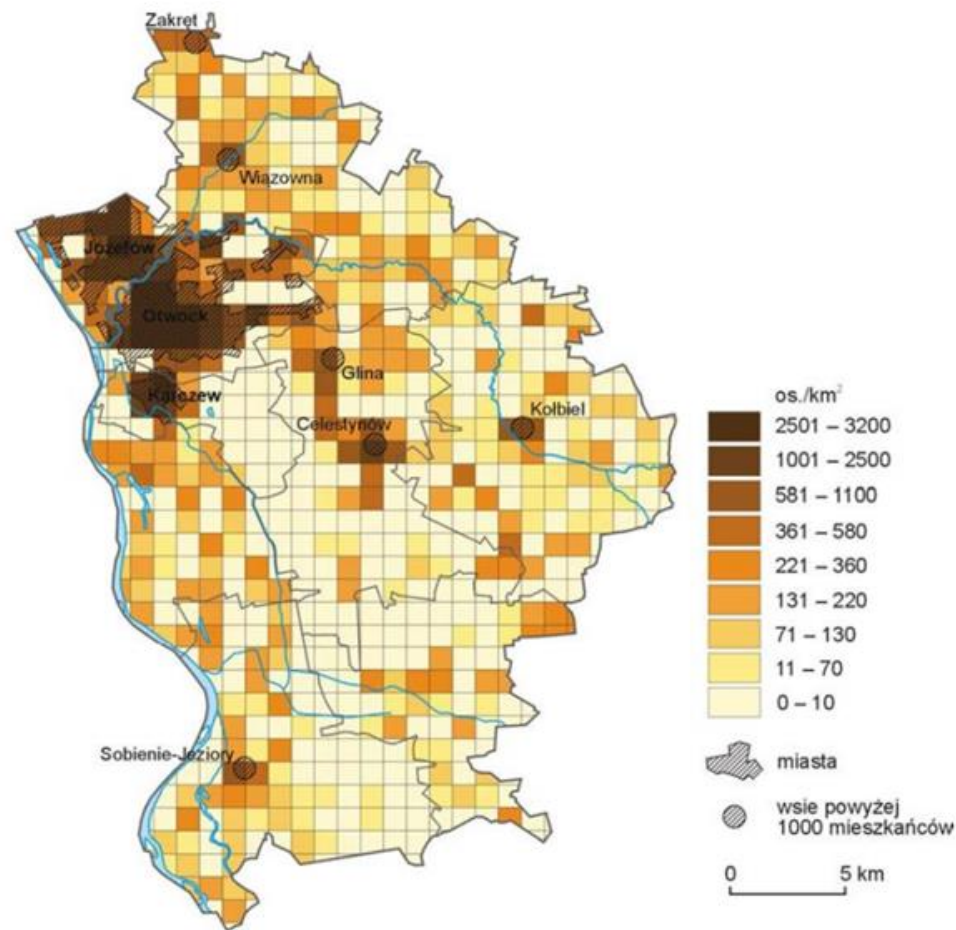 Zakręt
Wiązowna
Józefów
Otwock
Glina
Karczew
Kołbiel
Celestynów
Sobienie-Jeziory
os./km²
2501 – 3200
1001 – 2500
581 – 1100
361 – 580
221 – 360
131 – 220
71 – 130
11 – 70
0 – 10
miasta
wsie powyżej
1000 mieszkańców
0 5 km